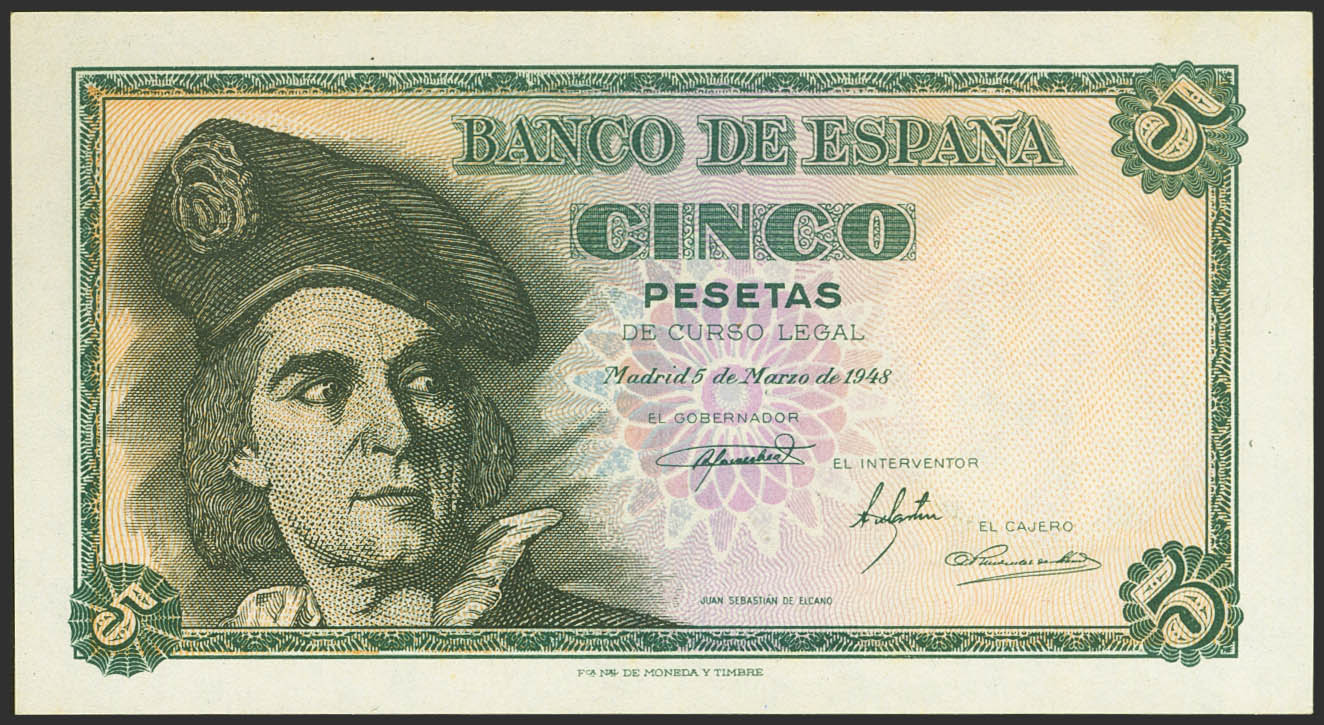 5
BANCO DE ESPAÑA
CINCO
PESETAS
DE CURSO LEGAL
Madrid 5 de Marzo de 1948
EL GOBERNADOR
EL INTERVENTOR
EL CAJERO
JUAN SEBASTIÁN DE ELCANO
5
5
Fca. Nal. DE MONEDA Y TIMBRE